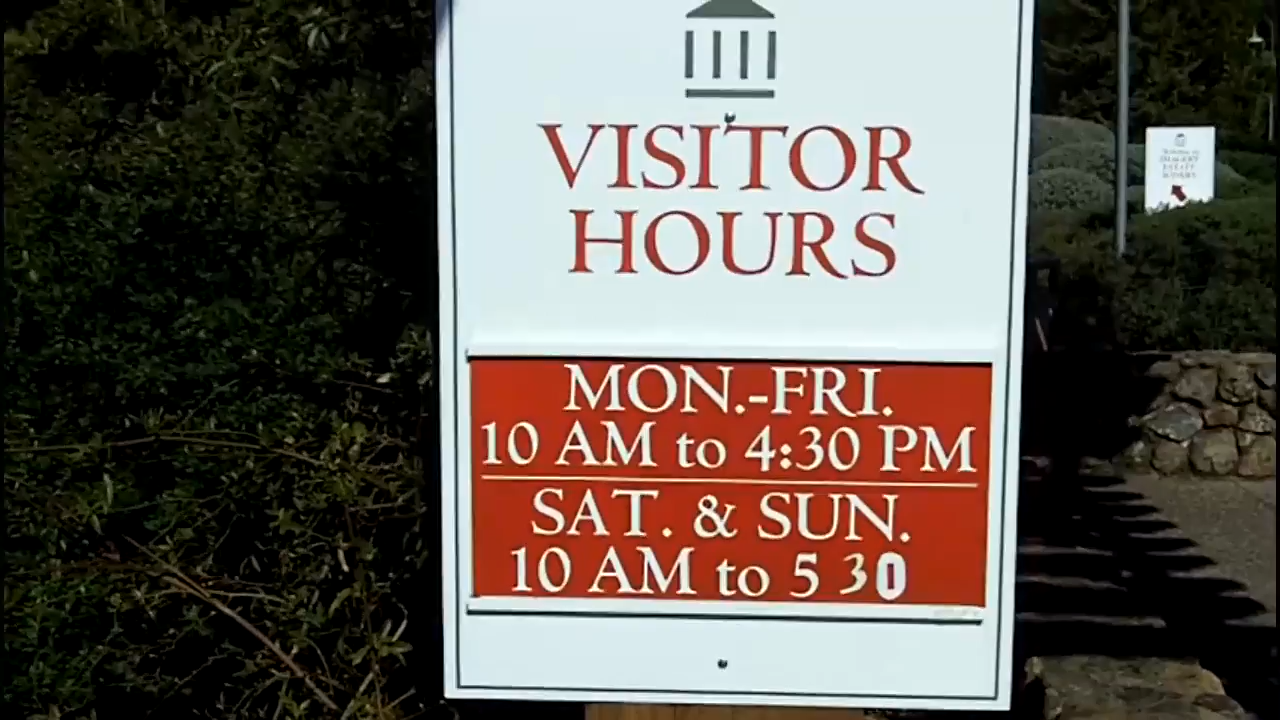 VISITOR
HOURS
MON.-FRI.
10 AM to 4:30 PM
SAT. & SUN.
10 AM to 5 30